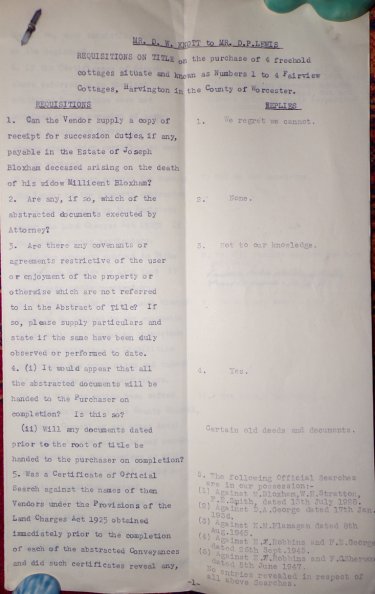 MR. D. W. KNOTT to MR. D.P.LEWIS
REQUISITIONS ON TITLE on the purchase of 4 freehold
cottages situate and known as Numbers 1 to 4 Fairview
Cottages, Harvington in the County of Worcester.
REQUISITIONS
1. Can the Vendor supply a copy of
receipt for succession duties, if any,
payable in the Estate of Joseph
Bloxham deceased arising on the death
of his widow Millicent Bloxham?
2. Are any, if so, which of the
abstracted documents executed by
Attorney?
3. Are there any covenants or
agreements restrictive of the user
or enjoyment of the property or
otherwise which are not referred
to in the Abstract of Title? If
so, please supply particulars and
state if the same have been duly
observed or performed to date.
4. (i) It would appear that all
the abstracted documents will be
handed to the Purchaser on
completion? Is this so?
(ii) Will any documents dated
prior to the root of title be
handed to the purchaser on completion?
5. Was a Certificate of Official
Search against the names of then
Vendors under the Provisions of the
Land Charges Act 1925 obtained
immediately prior to the completion
of each of the abstracted Conveyances
and did such certificates reveal any,
REPLIES
1. We regret we cannot.
2. None.
3. Not to our knowledge.
4. Yes.
Certain old deeds and documents.
5. The following Official Searches
are in our possession:-
(1) Against Bloxham, Stratton,
Smith, dated 13th July
(2) Against D.A.George dated 17th Jan.
(3) Against Flanagan dated 8th
Aug.
(4) Against Robbins and George
dated 26th Sept.
(5) Against Robbins and
dated 5th June 1947.
No entries revealed in respect of
all above Searches.
-1-